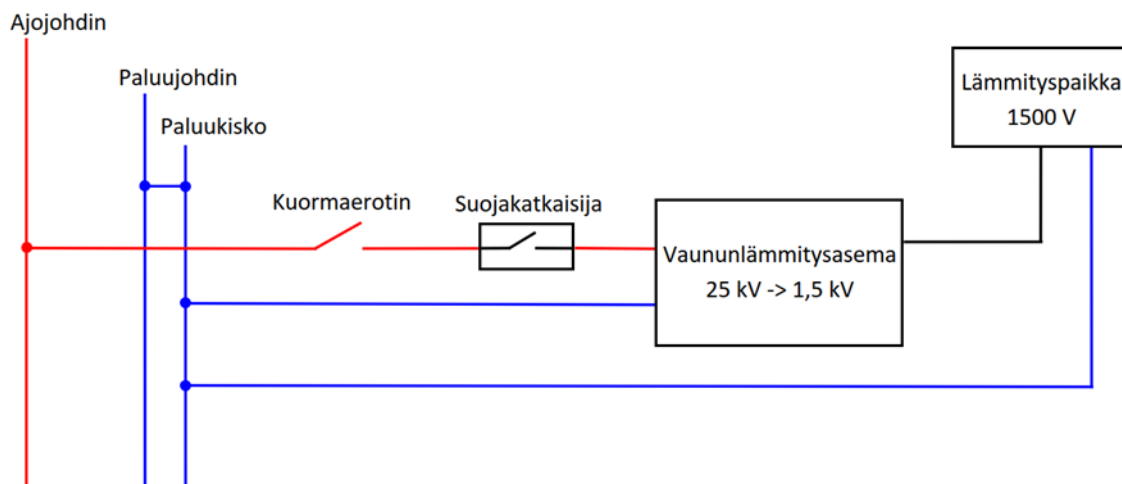 Ajojohdin
Paluujohdin
Paluukisko
Kuormaerotin
Suojakatkaisija
Vaununlämmitysasema
25 kV -> 1,5 kV
Lämmityspaikka
1500 V